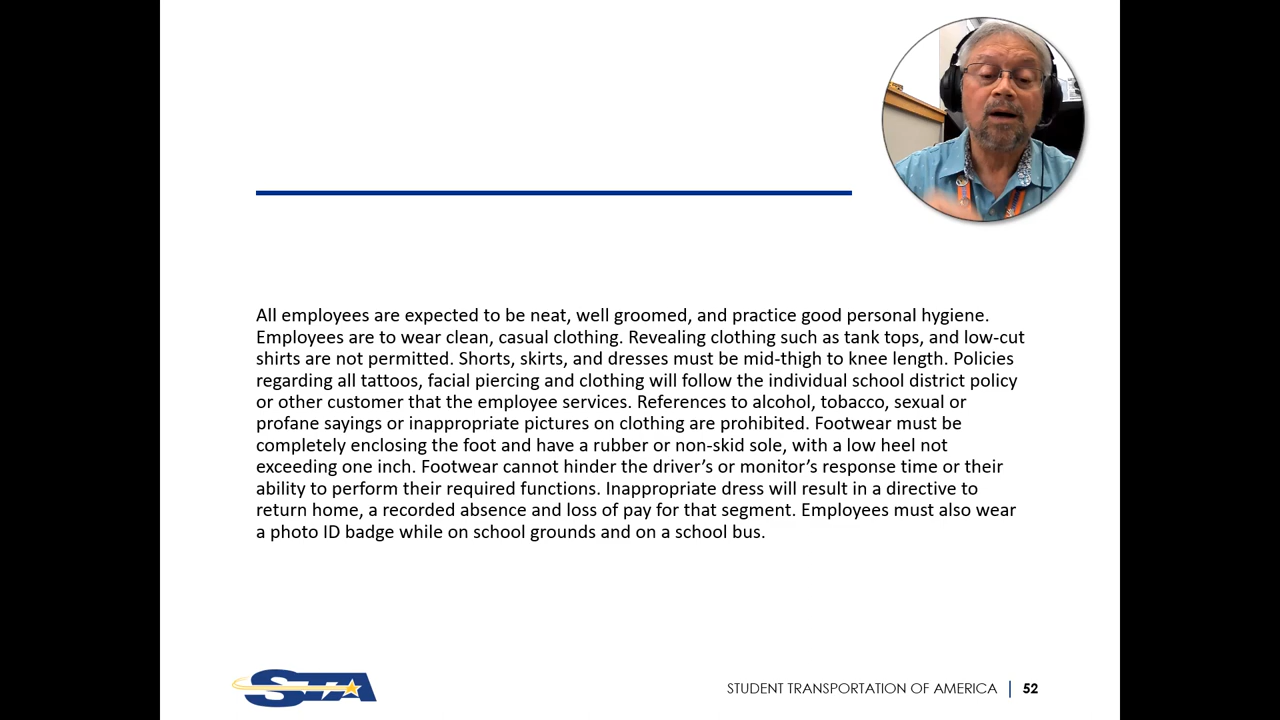 All employees are expected to be neat, well groomed, and practice good personal hygiene.
Employees are to wear clean, casual clothing. Revealing clothing such as tank tops, and low-cut
shirts are not permitted. Shorts, skirts, and dresses must be mid-thigh to knee length. Policies
regarding all tattoos, facial piercing and clothing will follow the individual school district policy
or other customer that the employee services. References to alcohol, tobacco, sexual or
profane sayings or inappropriate pictures on clothing are prohibited. Footwear must be
completely enclosing the foot and have a rubber or non-skid sole, with a low heel not
exceeding one inch. Footwear cannot hinder the driver’s or monitor’s response time or their
ability to perform their required functions. Inappropriate dress will result in a directive to
return home, a recorded absence and loss of pay for that segment. Employees must also wear
a photo ID badge while on school grounds and on a school bus.
STA
STUDENT TRANSPORTATION OF AMERICA | 52